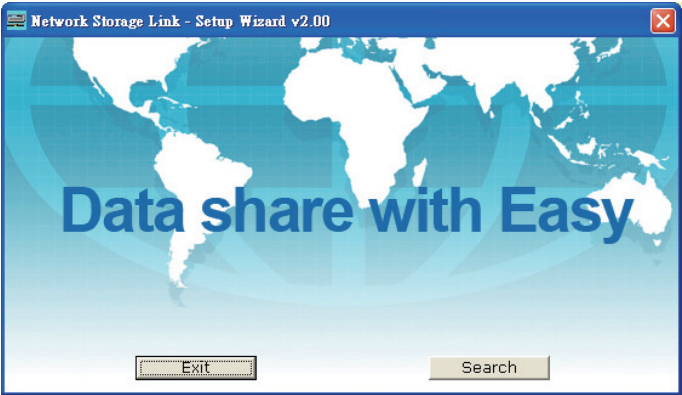 Network Storage Link - Setup Wizard v2.00
Data share with Easy
Exit
Search